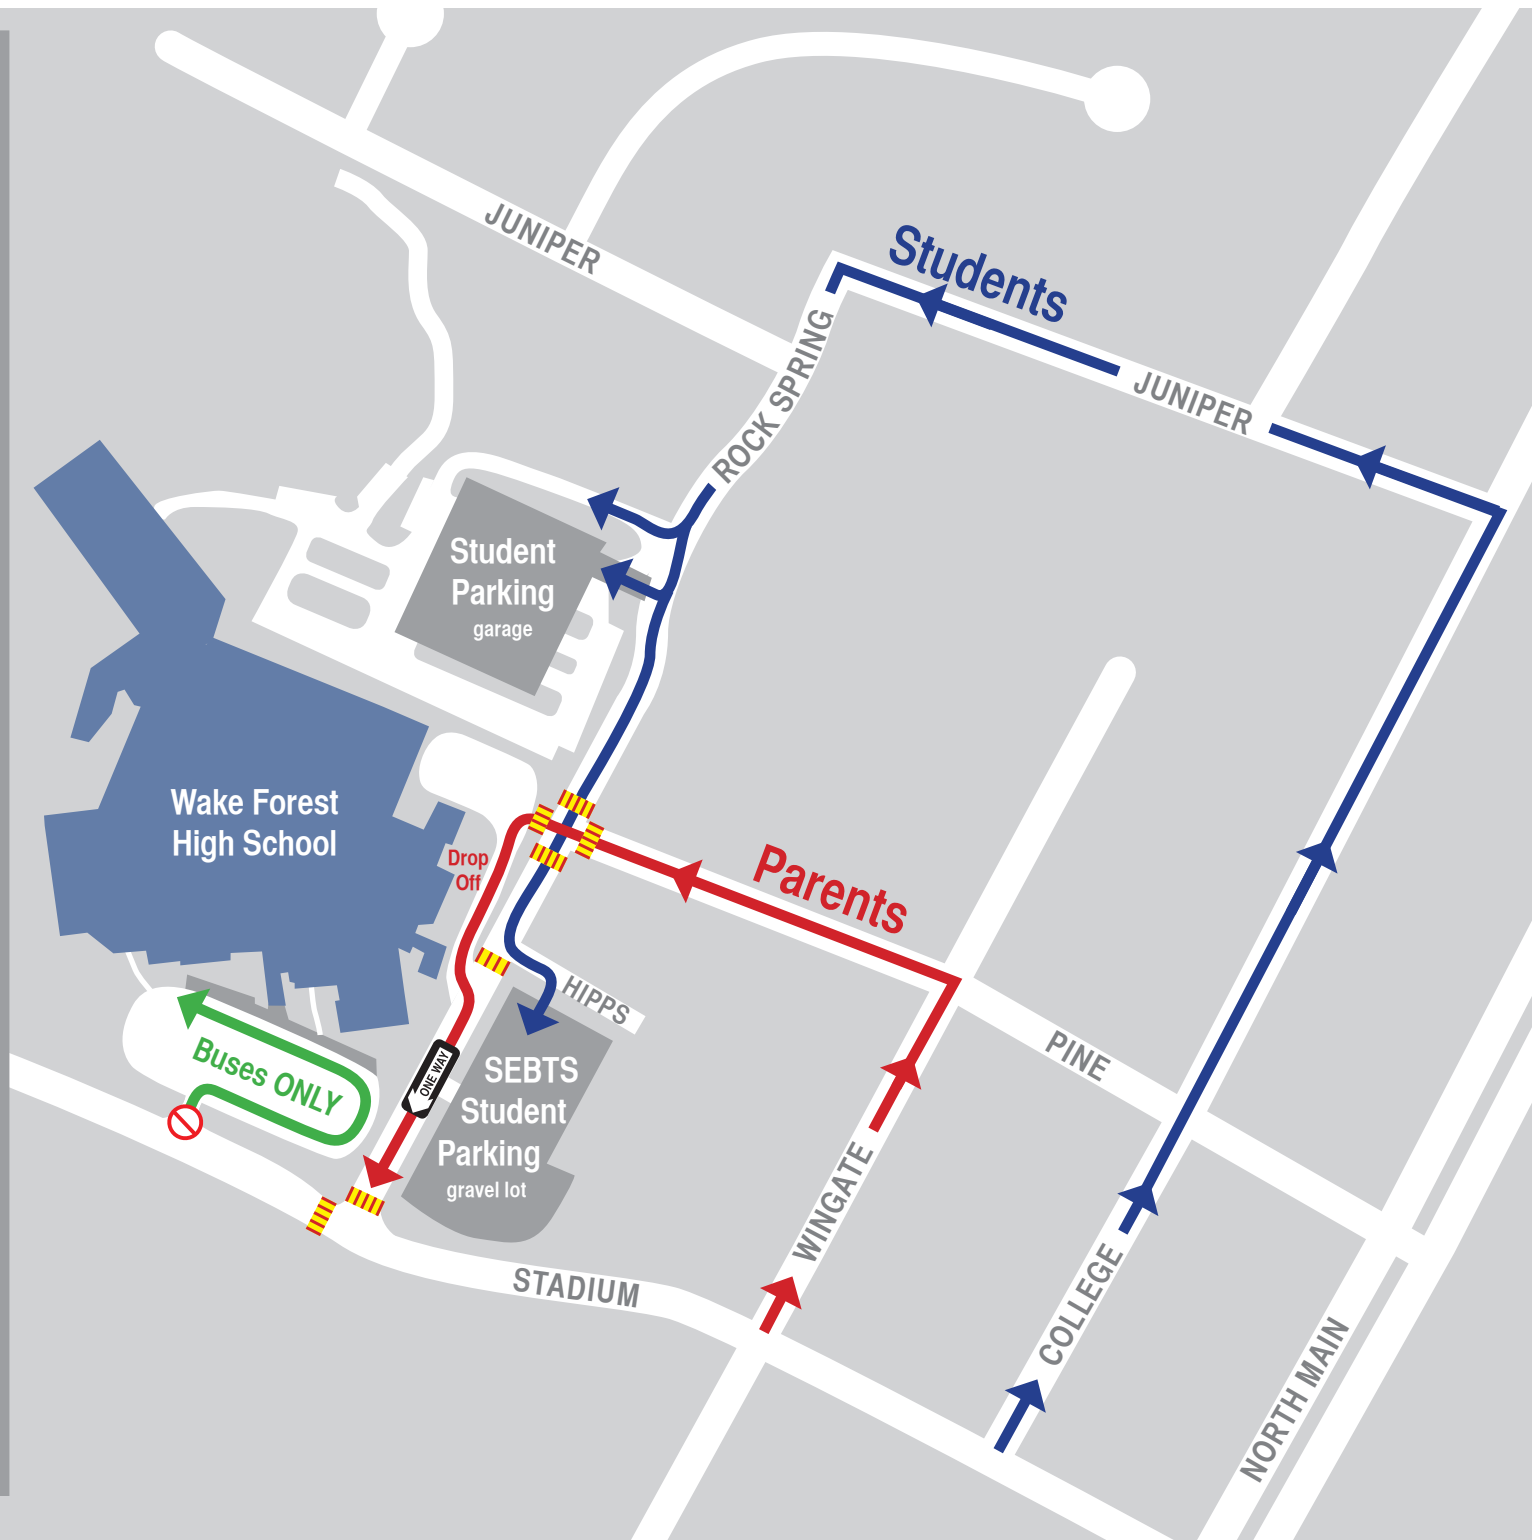 JUNIPER
Students
ROCK SPRING
JUNIPER
Student
Parking
garage
Wake Forest
High School
Drop
Off
Parents
HIPPS
PINE
Buses ONLY
ONE WAY
SEBTS
Student
Parking
gravel lot
WINGATE
COLLEGE
STADIUM
NORTH MAIN